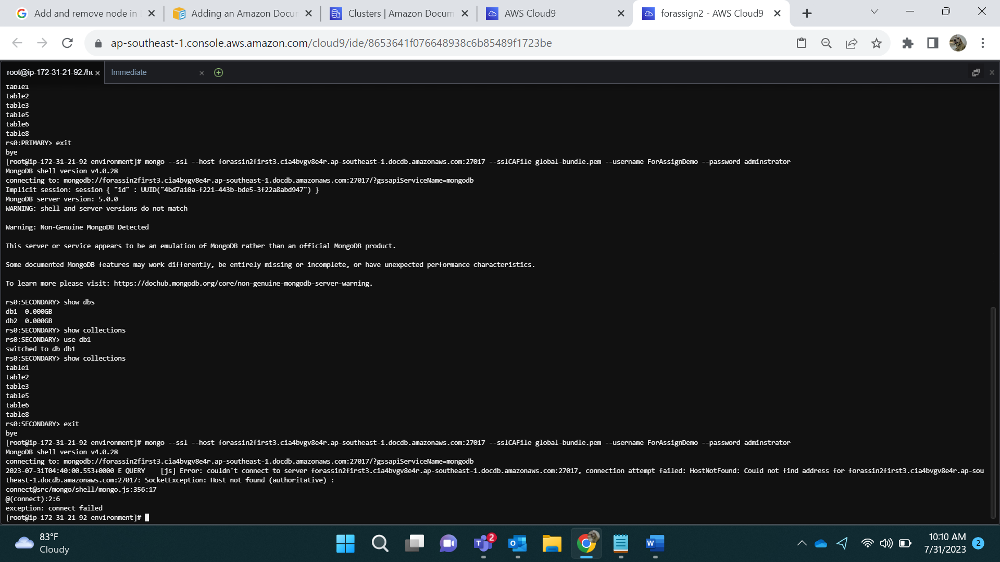 Add and remove node in
Adding an Amazon Docum
Clusters | Amazon Docum
AWS Cloud9
forassign2 - AWS Cloud9
ap-southeast-1.console.aws.amazon.com/cloud9/ide/8653641f076648938c6b85489f1723be
root@ip-172-31-21-92:/hc
Immediate
table1
table2
table3
table5
table6
table8
rs0:PRIMARY> exit
bye
[root@ip-172-31-21-92 environment]# mongo --ssl --host forassin2first3.cia4bvgv8e4r.ap-southeast-1.docdb.amazonaws.com:27017 --sslCAFile global-bundle.pem --username ForAssignDemo --password adminstrator
MongoDB shell version v4.0.28
connecting to: mongodb://forassin2first3.cia4bvgv8e4r.ap-southeast-1.docdb.amazonaws.com:27017/?gssapiServiceName=mongodb
Implicit session: session { "id" : UUID("4bd7a10a-f221-443b-bde5-3f22a8abd947") }
MongoDB server version: 5.0.0
WARNING: shell and server versions do not match
Warning: Non-Genuine MongoDB Detected
This server or service appears to be an emulation of MongoDB rather than an official MongoDB product.
Some documented MongoDB features may work differently, be entirely missing or incomplete, or have unexpected performance characteristics.
To learn more please visit: https://dochub.mongodb.org/core/non-genuine-mongodb-server-warning.
rs0:SECONDARY> show dbs
db1  0.000GB
db2  0.000GB
rs0:SECONDARY> show collections
rs0:SECONDARY> use db1
switched to db db1
rs0:SECONDARY> show collections
table1
table2
table3
table5
table6
table8
rs0:SECONDARY> exit
bye
[root@ip-172-31-21-92 environment]# mongo --ssl --host forassin2first3.cia4bvgv8e4r.ap-southeast-1.docdb.amazonaws.com:27017 --sslCAFile global-bundle.pem --username ForAssignDemo --password adminstrator
MongoDB shell version v4.0.28
connecting to: mongodb://forassin2first3.cia4bvgv8e4r.ap-southeast-1.docdb.amazonaws.com:27017/?gssapiServiceName=mongodb
2023-07-31T04:40:00.553+0000 E QUERY    [js] Error: couldn't connect to server forassin2first3.cia4bvgv8e4r.ap-southeast-1.docdb.amazonaws.com:27017, connection attempt failed: HostNotFound: Could not find address for forassin2first3.cia4bvgv8e4r.ap-sou
theast-1.docdb.amazonaws.com:27017: SocketException: Host not found (authoritative) :
connect@src/mongo/shell/mongo.js:356:17
@(connect):2:6
exception: connect failed
[root@ip-172-31-21-92 environment]#
83°F
Cloudy
2
10:10 AM
7/31/2023
2